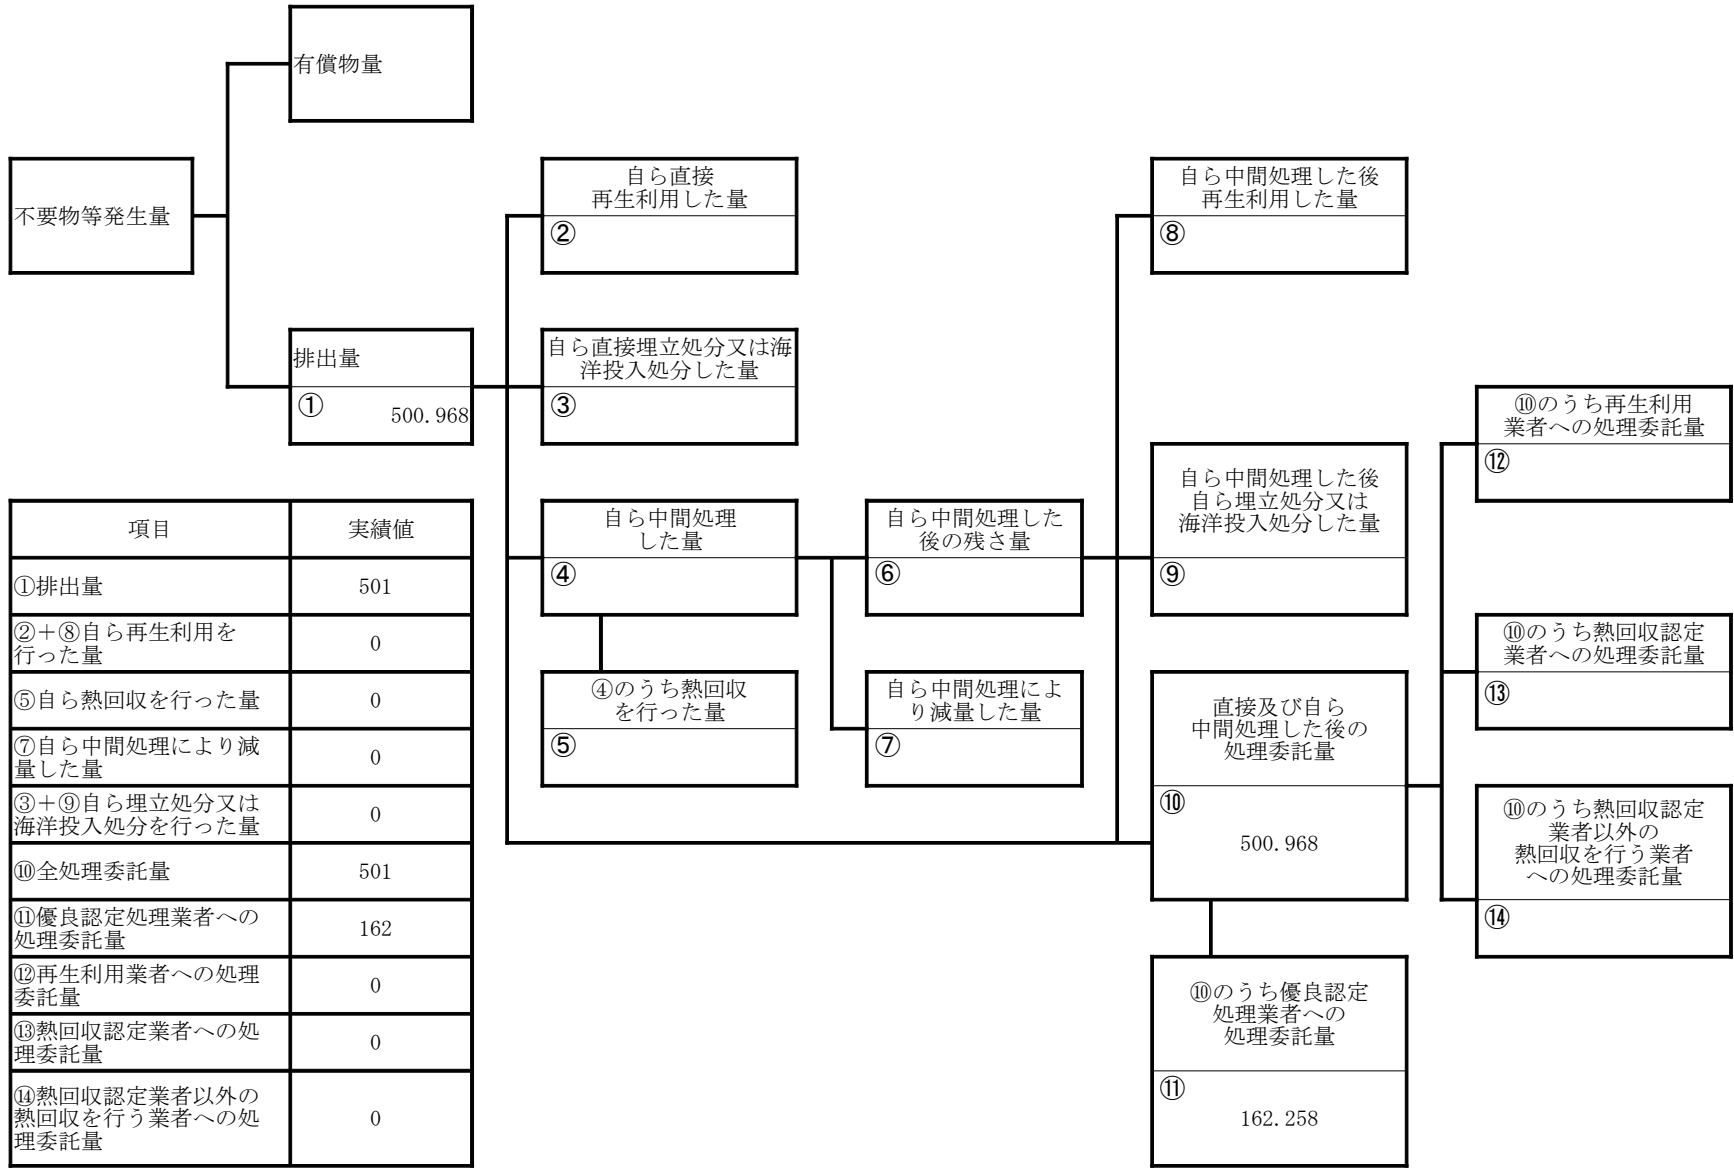 有償物量
不要物等発生量
自ら直接
再生利用した量
②
自ら中間処理した後
再生利用した量
⑧
排出量
①
500.968
自ら直接埋立処分又は海
洋投入処分した量
③
⑩のうち再生利用
業者への処理委託量
⑫
自ら中間処理
した量
④
自ら中間処理した
後の残さ量
⑥
自ら中間処理した後
自ら埋立処分又は
海洋投入処分した量
⑨
⑩のうち熱回収認定
業者への処理委託量
⑬
④のうち熱回収
を行った量
⑤
自ら中間処理によ
り減量した量
⑦
直接及び自ら
中間処理した後の
処理委託量
⑩
500.968
⑩のうち熱回収認定
業者以外の
熱回収を行う業者
への処理委託量
⑭
⑩のうち優良認定
処理業者への
処理委託量
⑪
162.258
項目 実績値
①排出量 501
②+⑧自ら再生利用を
行った量 0
⑤自ら熱回収を行った量 0
⑦自ら中間処理により減
量した量 0
③+⑨自ら埋立処分又は
海洋投入処分を行った量 0
⑩全処理委託量 501
⑪優良認定処理業者への
処理委託量 162
⑫再生利用業者への処理
委託量 0
⑬熱回収認定業者への処
理委託量 0
⑭熱回収認定業者以外の
熱回収を行う業者への処
理委託量 0